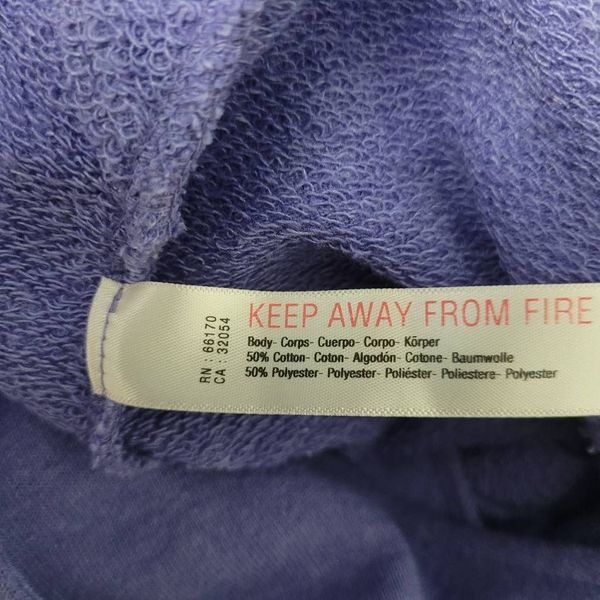 RN : 66170
CA : 32054
KEEP AWAY FROM FIRE
Body- Corps- Cuerpo- Corpo- Körper
50% Cotton- Coton- Algodón- Cotone- Baumwolle
50% Polyester- Polyester- Poliéster- Poliestere- Polyester